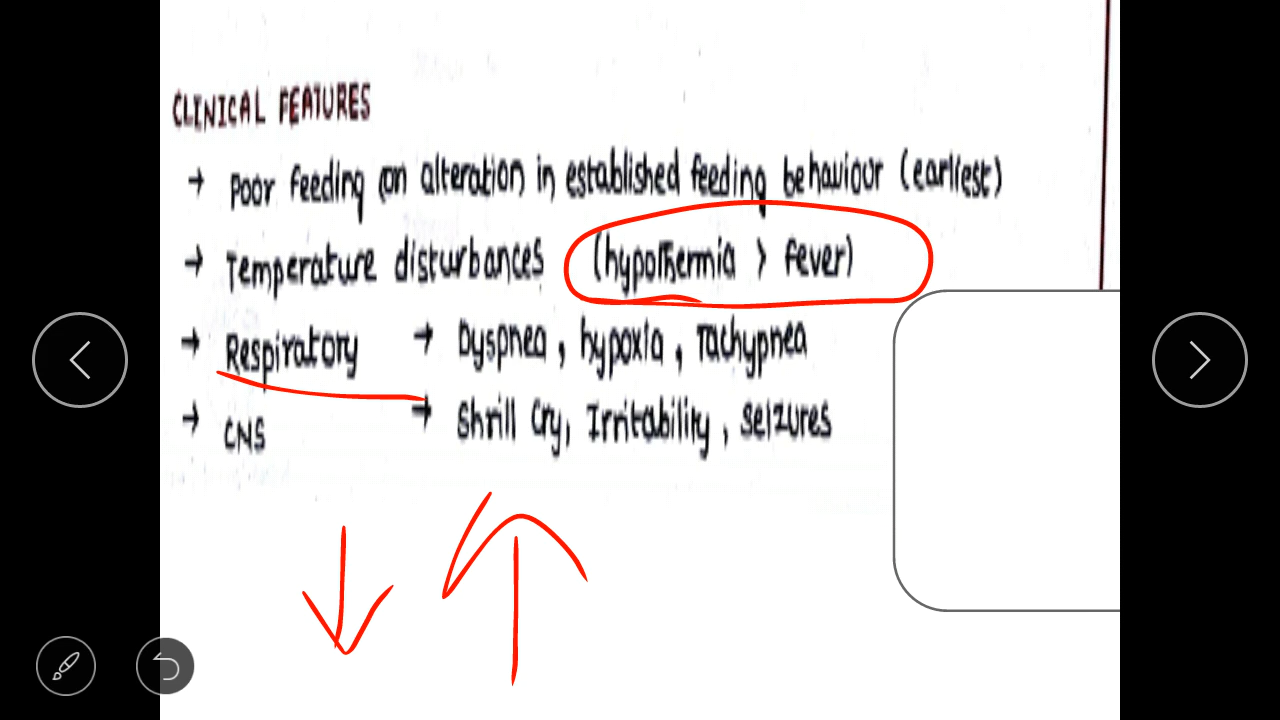 CLINICAL FEATURES
→ Poor feeding (or alteration in established feeding behaviour (earliest)
→ Temperature disturbances (hypothermia > fever)
→ Respiratory → Dyspnea, hypoxia, Tachypnea
→ CNS → Shrill Cry, Irritability, Seizures